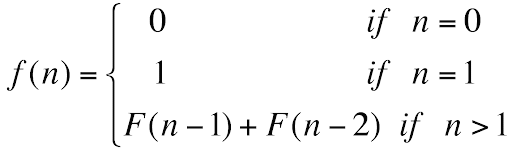 0 if n = 0
f(n) = { 1 if n = 1
F(n − 1) + F(n − 2) if n > 1